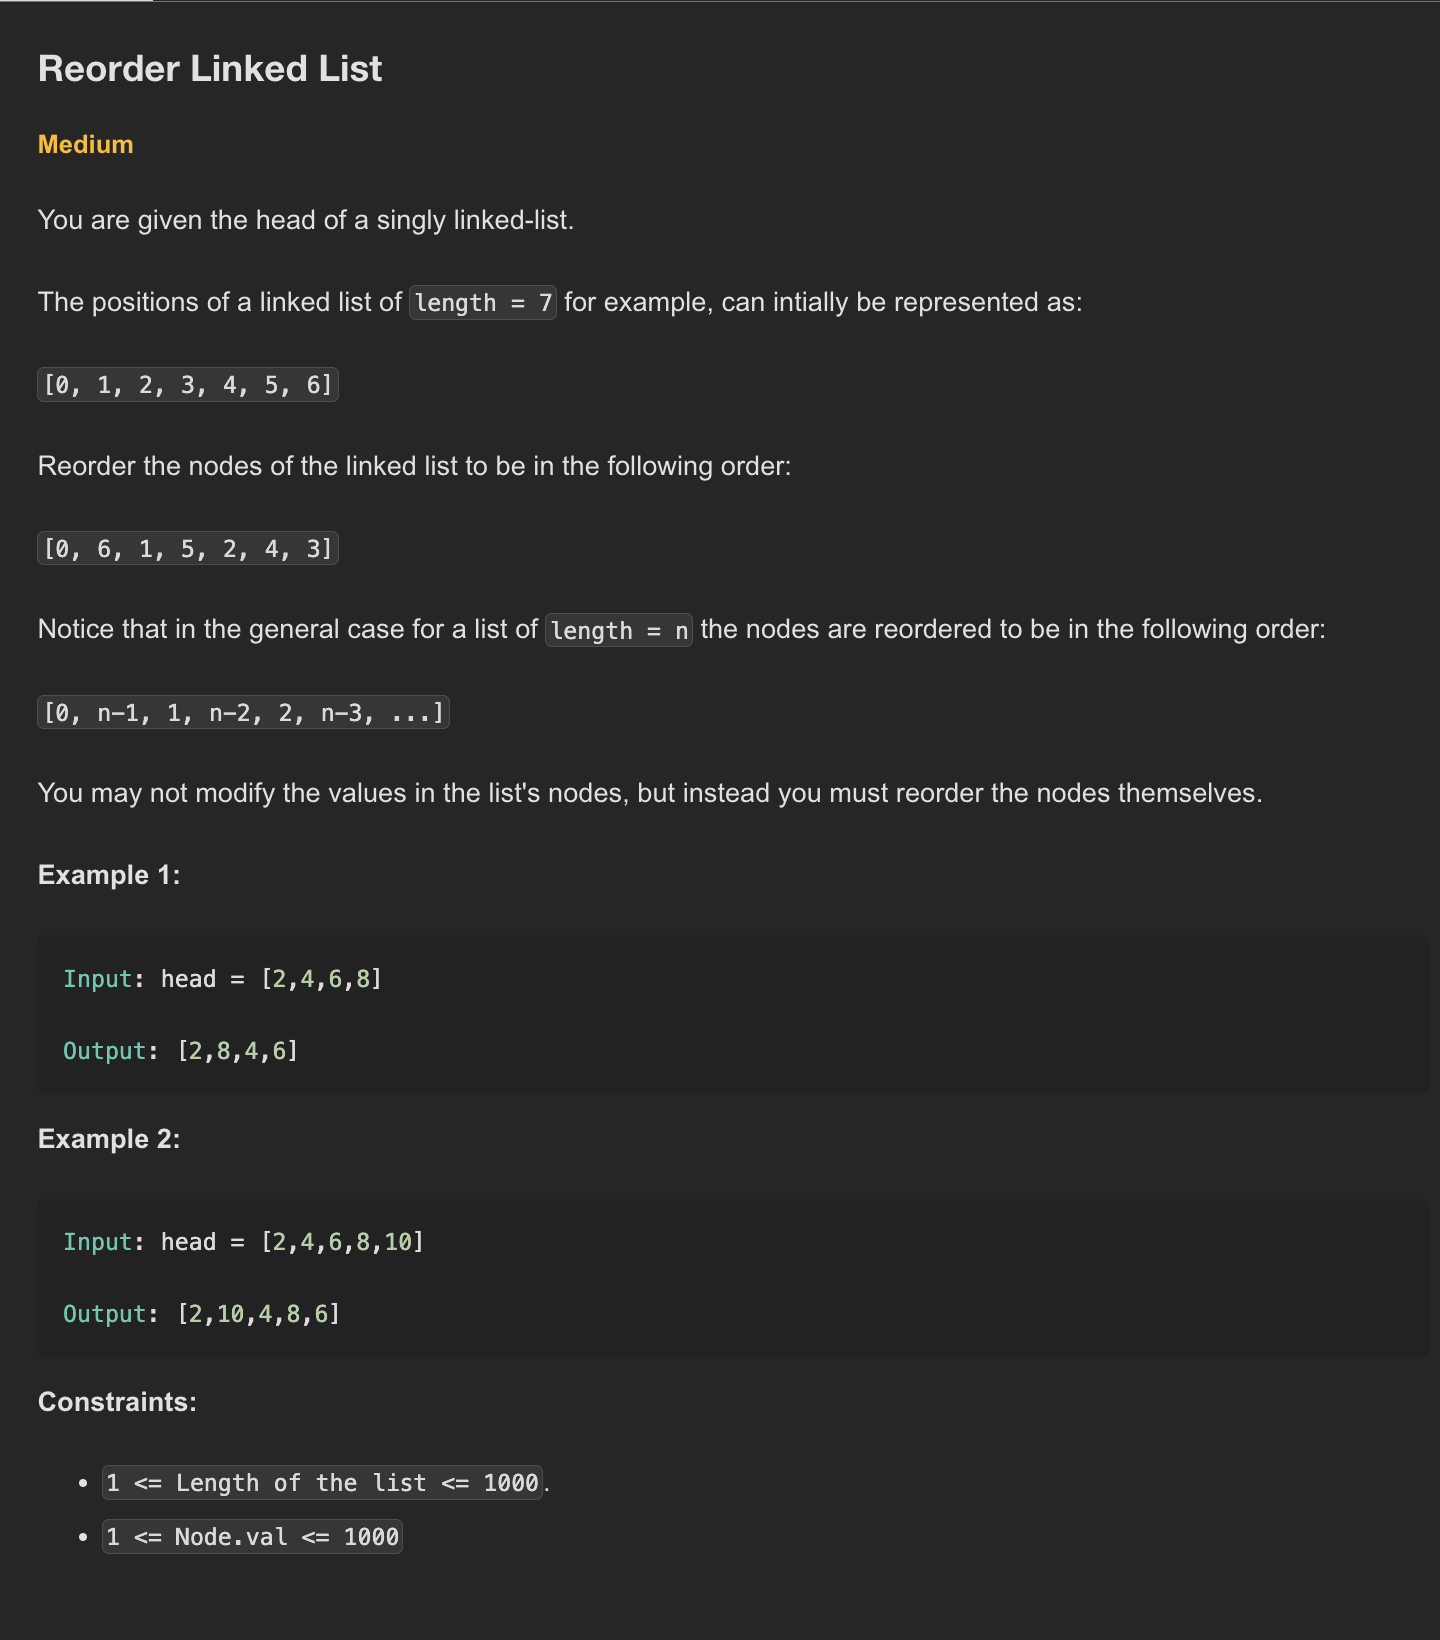 Reorder Linked List
Medium
You are given the head of a singly linked-list.
The positions of a linked list of length = 7 for example, can intially be represented as:
[0, 1, 2, 3, 4, 5, 6]
Reorder the nodes of the linked list to be in the following order:
[0, 6, 1, 5, 2, 4, 3]
Notice that in the general case for a list of length = n the nodes are reordered to be in the following order:
[0, n-1, 1, n-2, 2, n-3, ...]
You may not modify the values in the list's nodes, but instead you must reorder the nodes themselves.
Example 1:
Input: head = [2,4,6,8]
Output: [2,8,4,6]
Example 2:
Input: head = [2,4,6,8,10]
Output: [2,10,4,8,6]
Constraints:
• 1 <= Length of the list <= 1000.
• 1 <= Node.val <= 1000